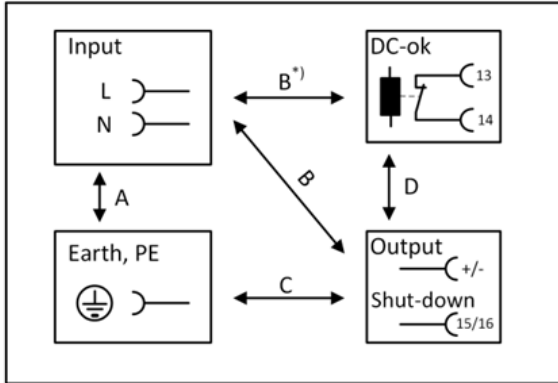 Input
L
N
B*)
DC-ok
13
14
A
B
D
Earth, PE
C
Output
+/-
Shut-down
15/16